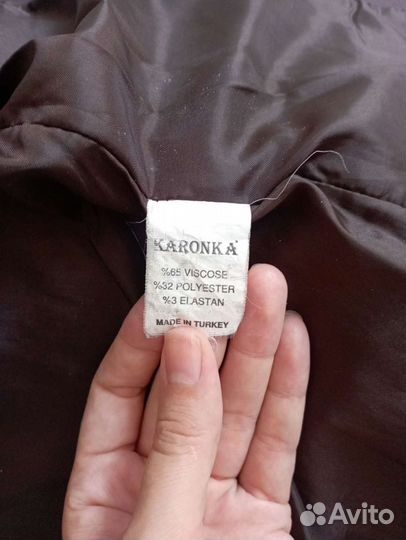 KARONKA
%65 VISCOSE
%32 POLYESTER
%3 ELASTAN
MADE IN TURKEY
Avito